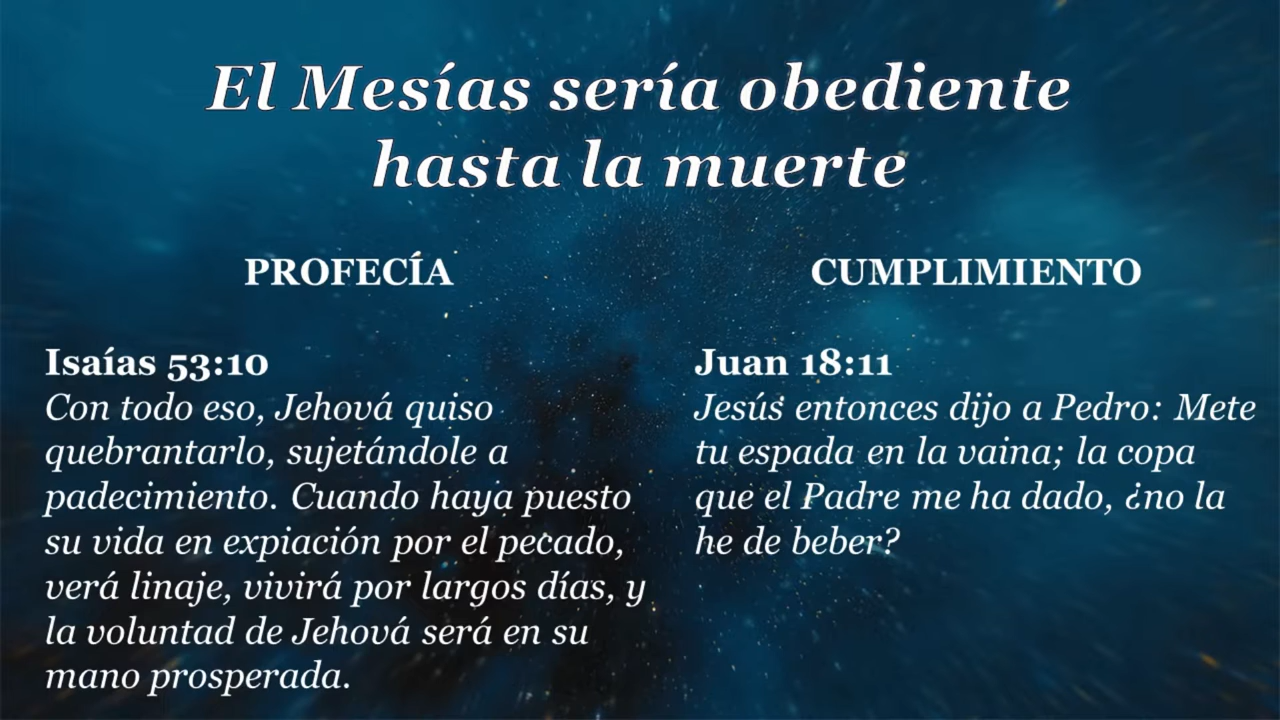 El Mesías sería obediente
hasta la muerte
PROFECÍA
Isaías 53:10
Con todo eso, Jehová quiso
quebrantarlo, sujetándole a
padecimiento. Cuando haya puesto
su vida en expiación por el pecado,
verá linaje, vivirá por largos días, y
la voluntad de Jehová será en su
mano prosperada.
CUMPLIMIENTO
Juan 18:11
Jesús entonces dijo a Pedro: Mete
tu espada en la vaina; la copa
que el Padre me ha dado, ¿no la
he de beber?